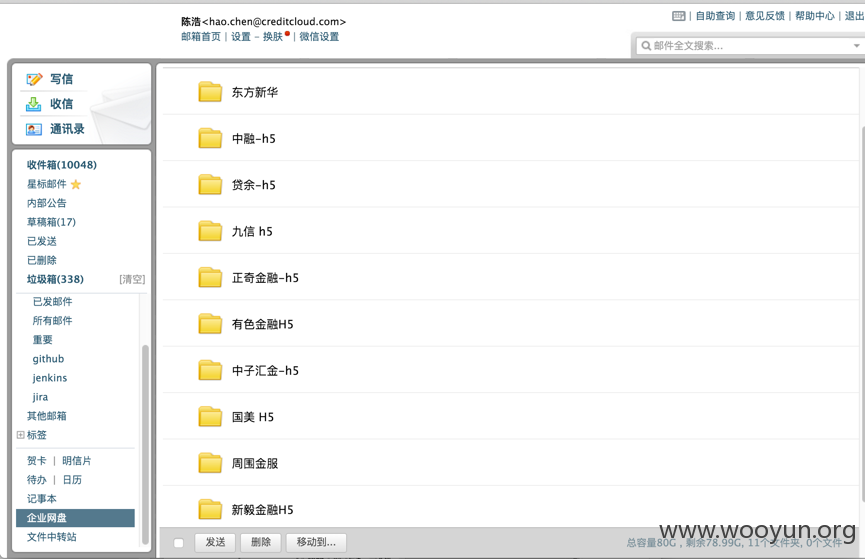 陈浩<hao.chen@creditcloud.com>
自助查询 | 意见反馈 | 帮助中心 | 退出
邮箱首页 | 设置 - 换肤 | 微信设置
邮件全文搜索...
写信
收信
通讯录
收件箱(10048)
星标邮件
内部公告
草稿箱(17)
已发送
已删除
垃圾箱(338) [清空]
已发邮件
所有邮件
重要
github
jenkins
jira
其他邮箱
标签
贺卡 | 明信片
待办 | 日历
记事本
企业网盘
文件中转站
东方新华
中融-h5
贷余-h5
九信 h5
正奇金融-h5
有色金融H5
中子汇金-h5
国美 H5
周围金服
新毅金融H5
发送 删除 移动到...
总容量80G , 剩余78.99G, 11个文件夹, 0个文件
www.wooyun.org